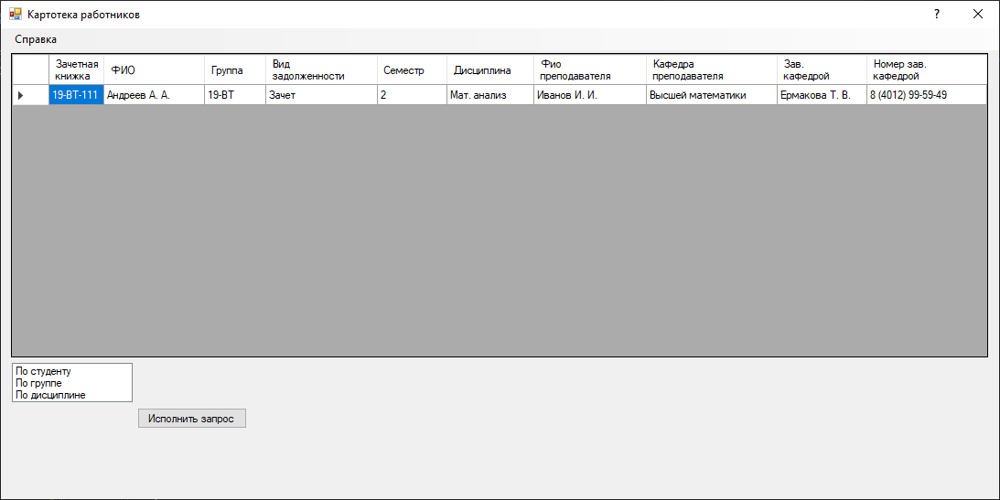 Картотека работников
?
Справка
Зачетная книжка ФИО Группа Вид задолженности Семестр Дисциплина Фио преподавателя Кафедра преподавателя Зав. кафедрой Номер зав. кафедрой
19-ВТ-111 Андреев А. А. 19-ВТ Зачет 2 Мат. анализ Иванов И. И. Высшей математики Ермакова Т. В. 8 (4012) 99-59-49
По студенту
По группе
По дисциплине
Исполнить запрос